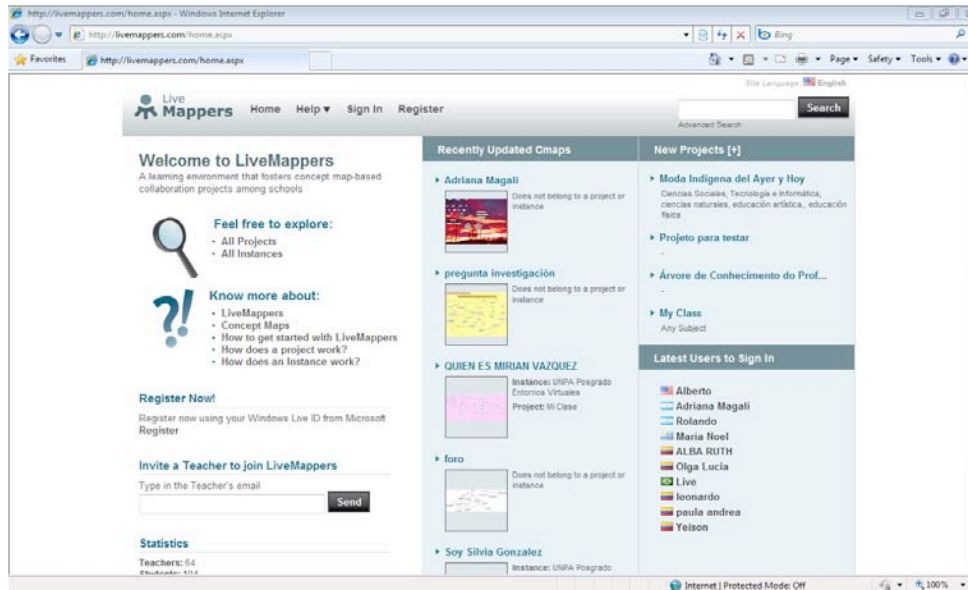 http://livemappers.com/home.aspx - Windows Internet Explorer
http://livemappers.com/home.aspx
Bing
Favorites
http://livemappers.com/home.aspx
Page
Safety
Tools
Site Language: English
Live
Mappers
Home
Help
Sign In
Register
Search
Advanced Search
Welcome to LiveMappers
A learning environment that fosters concept map-based
collaboration projects among schools
Feel free to explore:
All Projects
All Instances
Know more about:
LiveMappers
Concept Maps
How to get started with LiveMappers
How does a project work?
How does an Instance work?
Register Now!
Register now using your Windows Live ID from Microsoft
Register
Invite a Teacher to join LiveMappers
Type in the Teacher's email
Send
Statistics
Teachers: 64
Students: 104
Recently Updated Cmaps
Adriana Magali
Does not belong to a project or
instance
pregunta investigación
Does not belong to a project or
instance
QUIEN ES MIRIAN VAZQUEZ
Instance: UNPA Posgrado
Entornos Virtuales
Project: Mi Clase
foro
Does not belong to a project or
instance
Soy Silvia Gonzalez
Instance: UNPA Posgrado
New Projects [+]
Moda Indigena del Ayer y Hoy
Ciencias Sociales, Tecnología e Informática,
ciencias naturales, educación artística,, educación
física
Projeto para testar
-
Árvore de Conhecimento do Prof...
-
My Class
Any Subject
Latest Users to Sign In
Alberto
Adriana Magali
Rolando
Maria Noel
ALBA RUTH
Olga Lucia
Live
leonardo
paula andrea
Yeison
Internet | Protected Mode: Off
100%